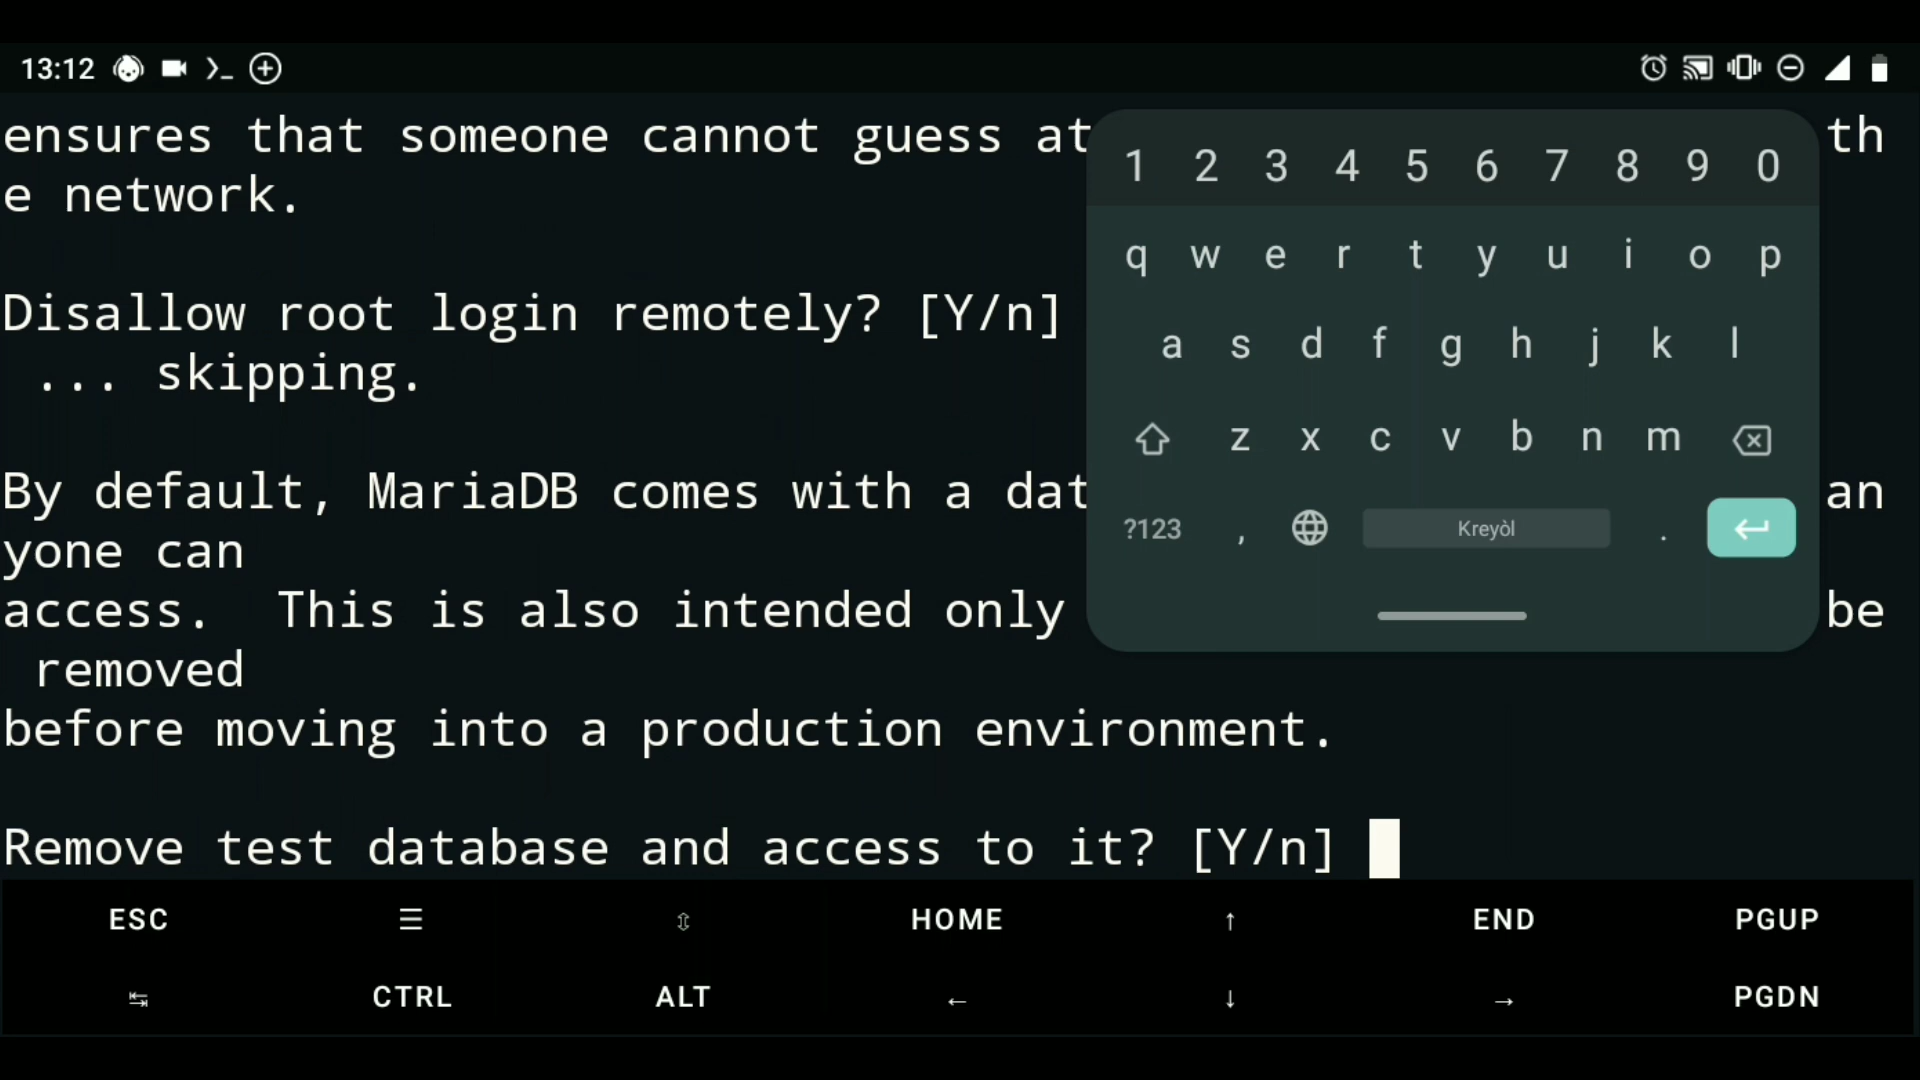 13:12
ensures that someone cannot guess at th
e network.
Disallow root login remotely? [Y/n]
... skipping.
By default, MariaDB comes with a dat an
yone can
access.  This is also intended only be
removed
before moving into a production environment.
Remove test database and access to it? [Y/n]
1 2 3 4 5 6 7 8 9 0
q w e r t y u i o p
a s d f g h j k l
z x c v b n m
?123 , Kreyòl .
ESC ☰ ⇳ HOME ↑ END PGUP
↹ CTRL ALT ← ↓ → PGDN